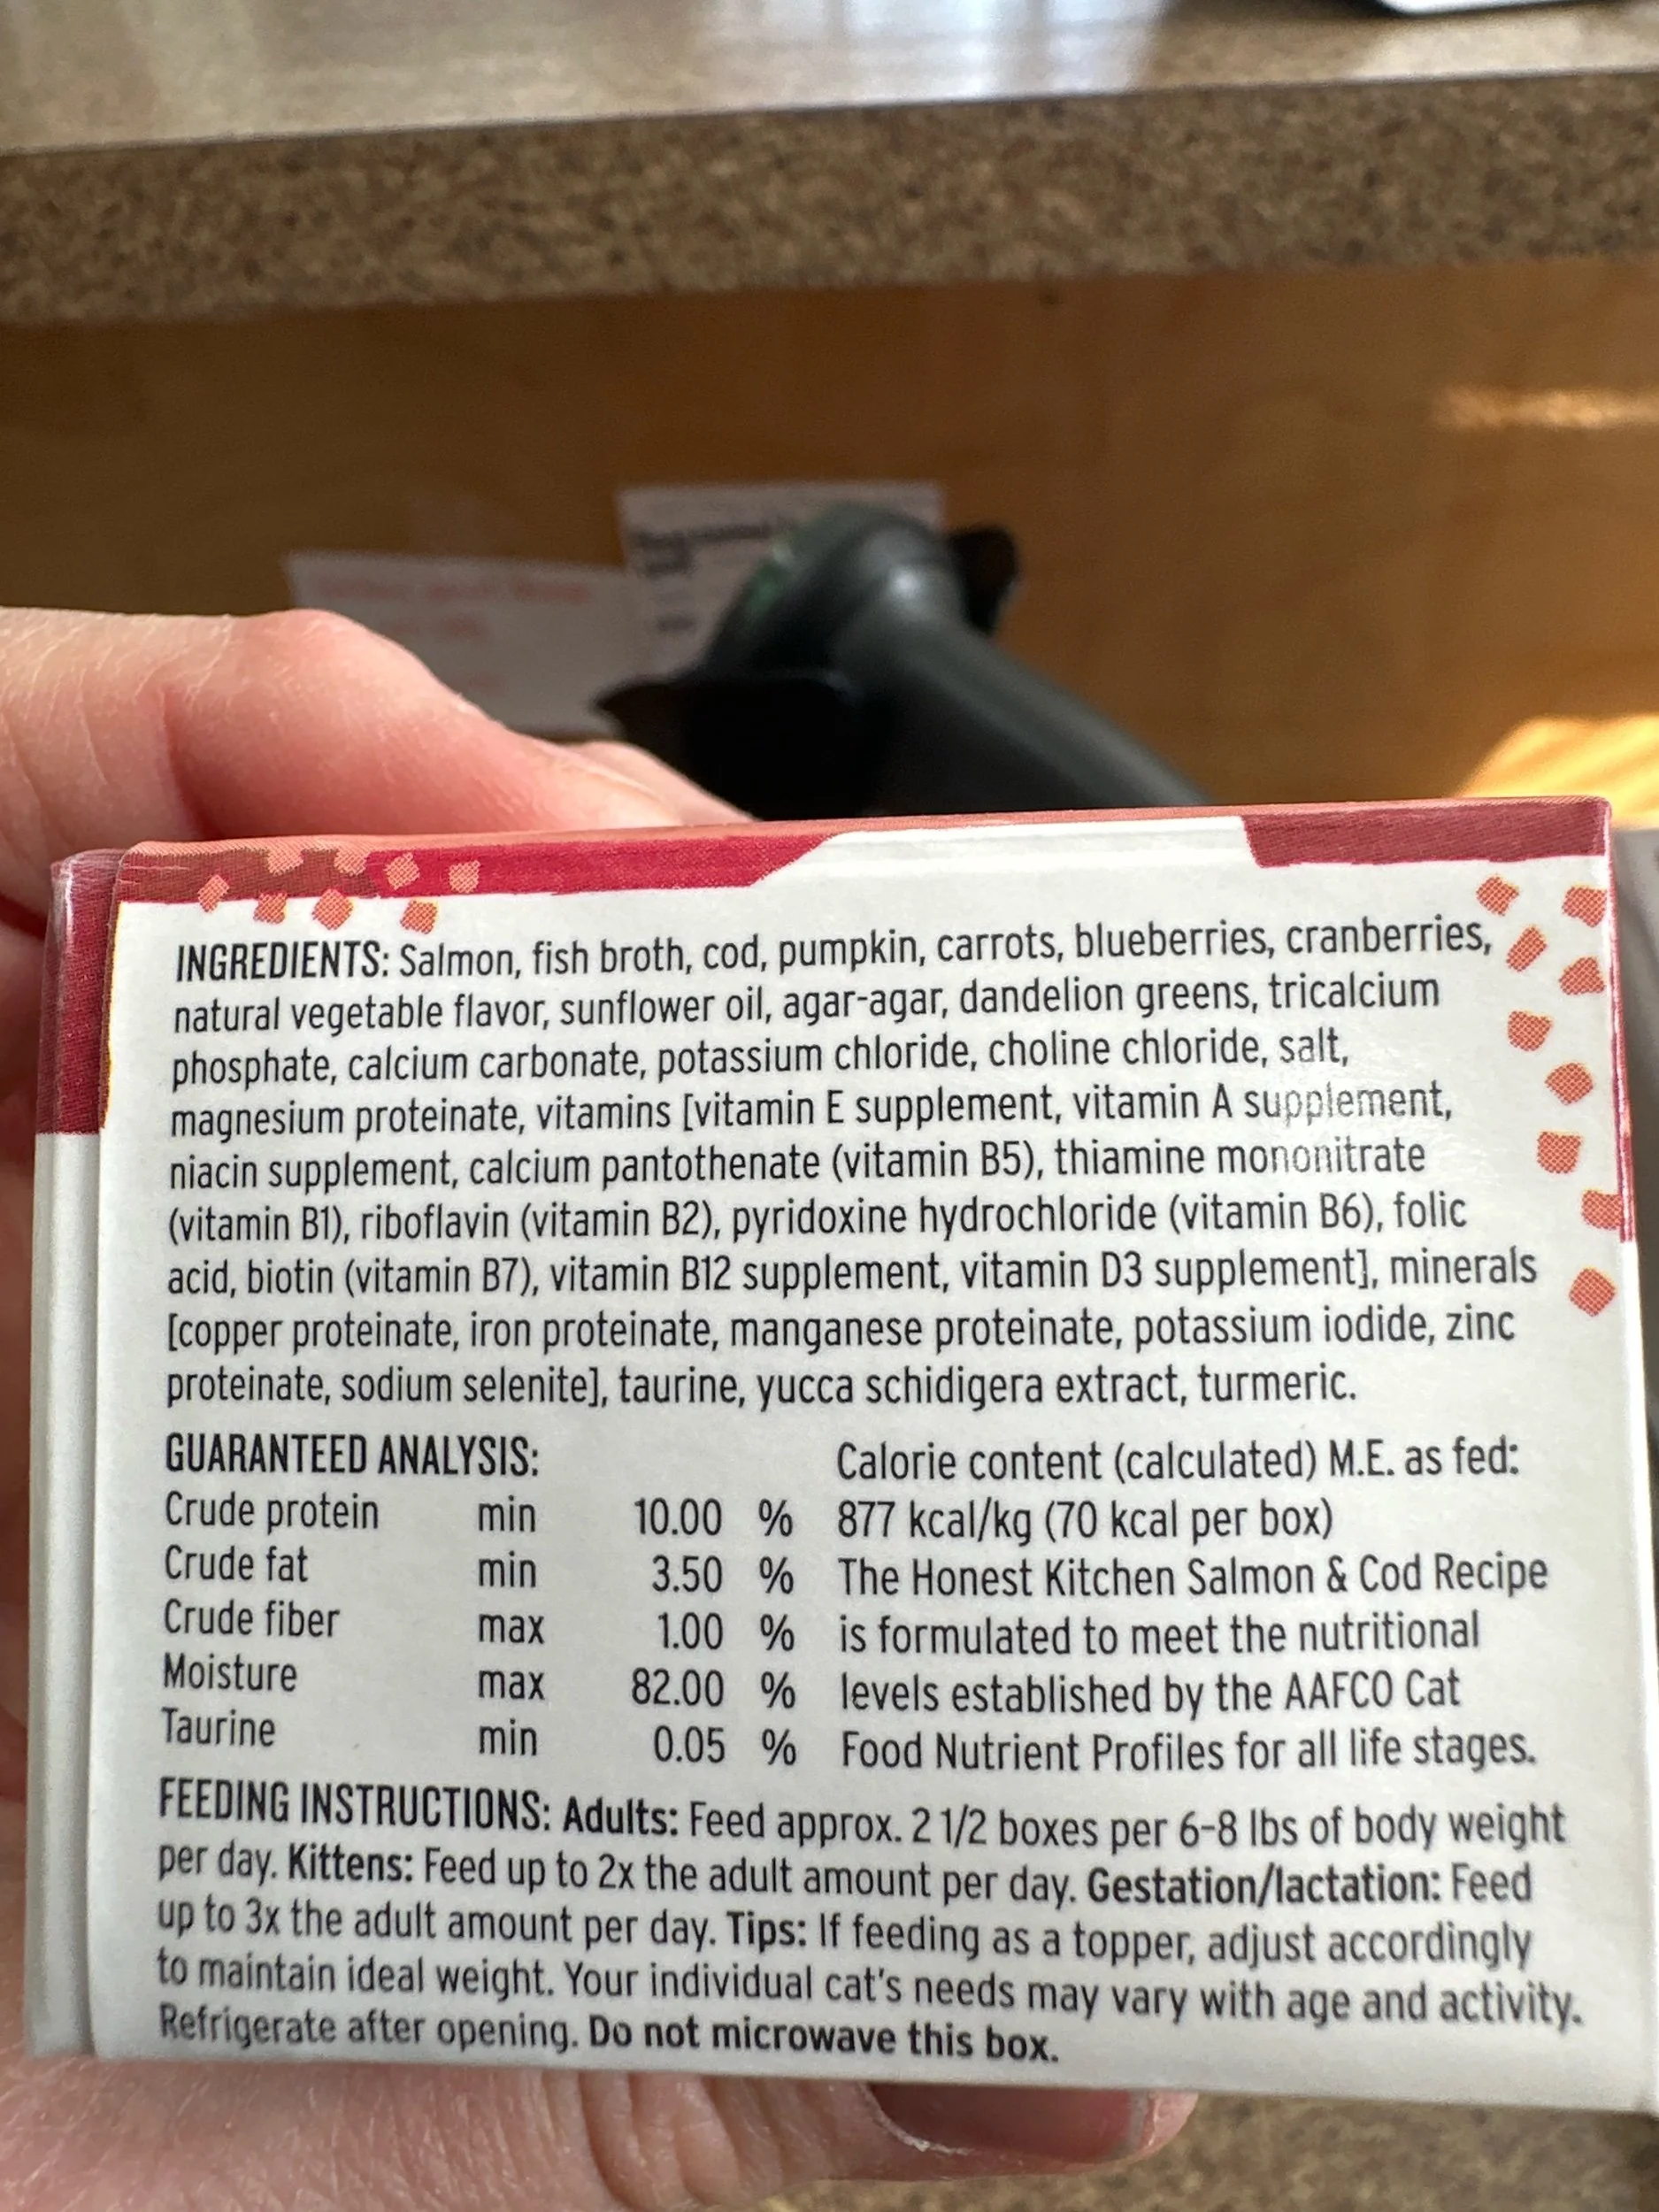 INGREDIENTS: Salmon, fish broth, cod, pumpkin, carrots, blueberries, cranberries,
natural vegetable flavor, sunflower oil, agar-agar, dandelion greens, tricalcium
phosphate, calcium carbonate, potassium chloride, choline chloride, salt,
magnesium proteinate, vitamins [vitamin E supplement, vitamin A supplement,
niacin supplement, calcium pantothenate (vitamin B5), thiamine mononitrate
(vitamin B1), riboflavin (vitamin B2), pyridoxine hydrochloride (vitamin B6), folic
acid, biotin (vitamin B7), vitamin B12 supplement, vitamin D3 supplement], minerals
[copper proteinate, iron proteinate, manganese proteinate, potassium iodide, zinc
proteinate, sodium selenite], taurine, yucca schidigera extract, turmeric.
GUARANTEED ANALYSIS:
Crude protein min 10.00 %
Crude fat min 3.50 %
Crude fiber max 1.00 %
Moisture max 82.00 %
Taurine min 0.05 %
Calorie content (calculated) M.E. as fed:
877 kcal/kg (70 kcal per box)
The Honest Kitchen Salmon & Cod Recipe
is formulated to meet the nutritional
levels established by the AAFCO Cat
Food Nutrient Profiles for all life stages.
FEEDING INSTRUCTIONS: Adults: Feed approx. 2 1/2 boxes per 6-8 lbs of body weight
per day. Kittens: Feed up to 2x the adult amount per day. Gestation/lactation: Feed
up to 3x the adult amount per day. Tips: If feeding as a topper, adjust accordingly
to maintain ideal weight. Your individual cat's needs may vary with age and activity.
Refrigerate after opening. Do not microwave this box.